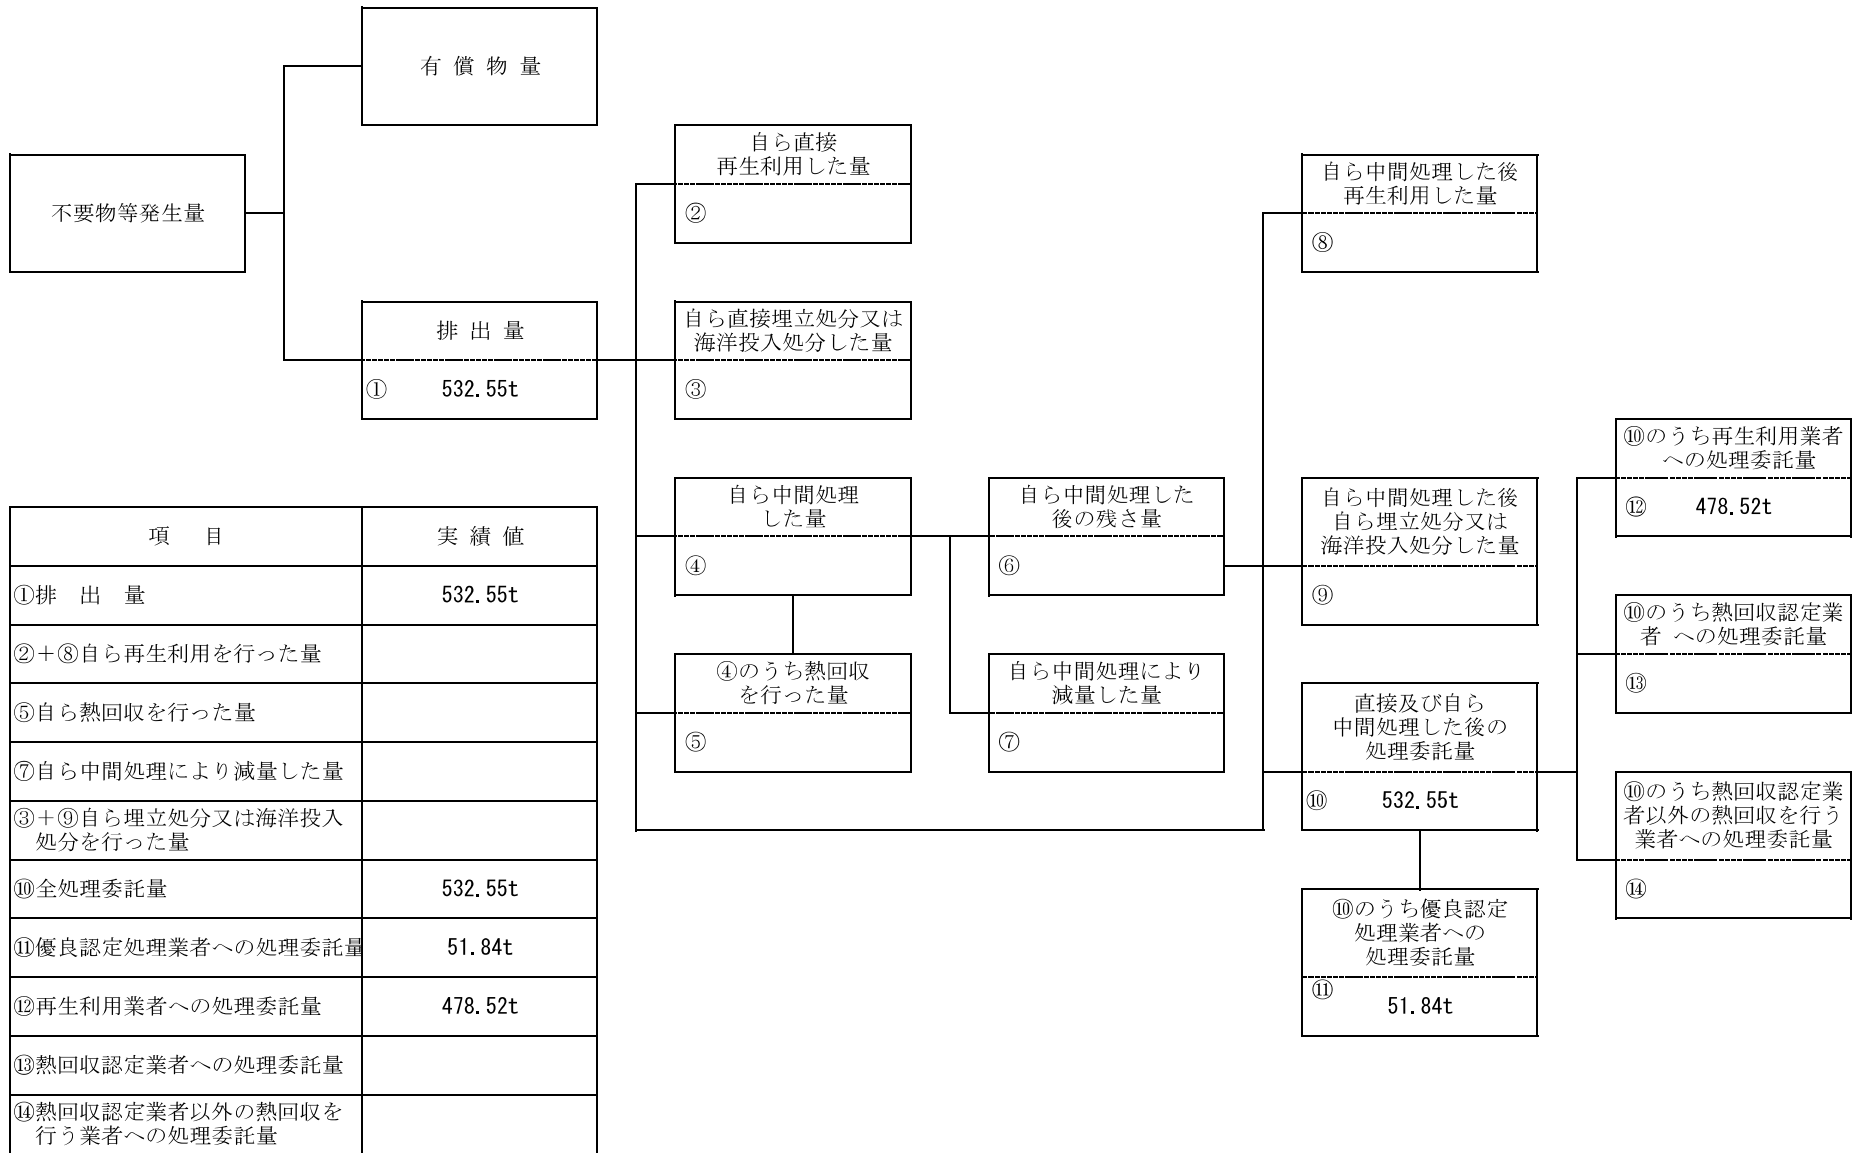 有 償 物 量
不要物等発生量
排 出 量
① 532.55t
自ら直接
再生利用した量
②
自ら直接埋立処分又は
海洋投入処分した量
③
自ら中間処理
した量
④
④のうち熱回収
を行った量
⑤
自ら中間処理した
後の残さ量
⑥
自ら中間処理により
減量した量
⑦
自ら中間処理した後
再生利用した量
⑧
自ら中間処理した後
自ら埋立処分又は
海洋投入処分した量
⑨
直接及び自ら
中間処理した後の
処理委託量
⑩ 532.55t
⑩のうち優良認定
処理業者への
処理委託量
⑪ 51.84t
⑩のうち再生利用業者
への処理委託量
⑫ 478.52t
⑩のうち熱回収認定業
者 への処理委託量
⑬
⑩のうち熱回収認定業
者以外の熱回収を行う
業者への処理委託量
⑭
項 目 実 績 値
①排 出 量 532.55t
②＋⑧自ら再生利用を行った量
⑤自ら熱回収を行った量
⑦自ら中間処理により減量した量
③＋⑨自ら埋立処分又は海洋投入
処分を行った量
⑩全処理委託量 532.55t
⑪優良認定処理業者への処理委託量 51.84t
⑫再生利用業者への処理委託量 478.52t
⑬熱回収認定業者への処理委託量
⑭熱回収認定業者以外の熱回収を
行う業者への処理委託量